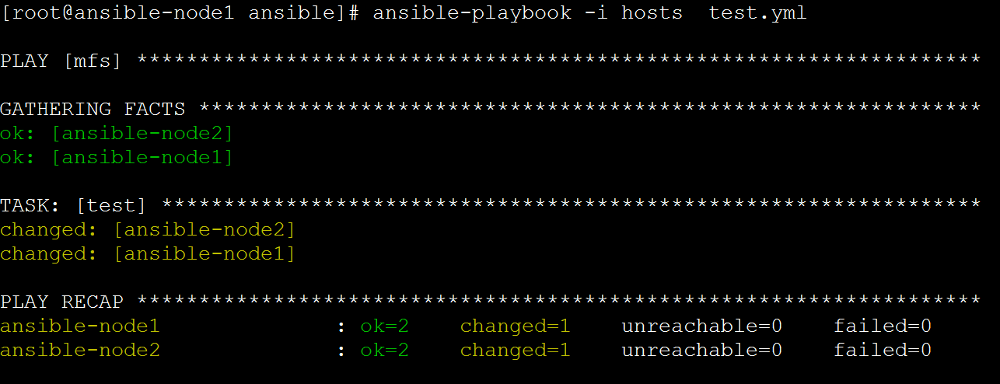 [root@ansible-node1 ansible]# ansible-playbook -i hosts  test.yml
PLAY [mfs] ********************************************************************
GATHERING FACTS ***************************************************************
ok: [ansible-node2]
ok: [ansible-node1]
TASK: [test] ******************************************************************
changed: [ansible-node2]
changed: [ansible-node1]
PLAY RECAP ********************************************************************
ansible-node1              : ok=2    changed=1    unreachable=0    failed=0
ansible-node2              : ok=2    changed=1    unreachable=0    failed=0